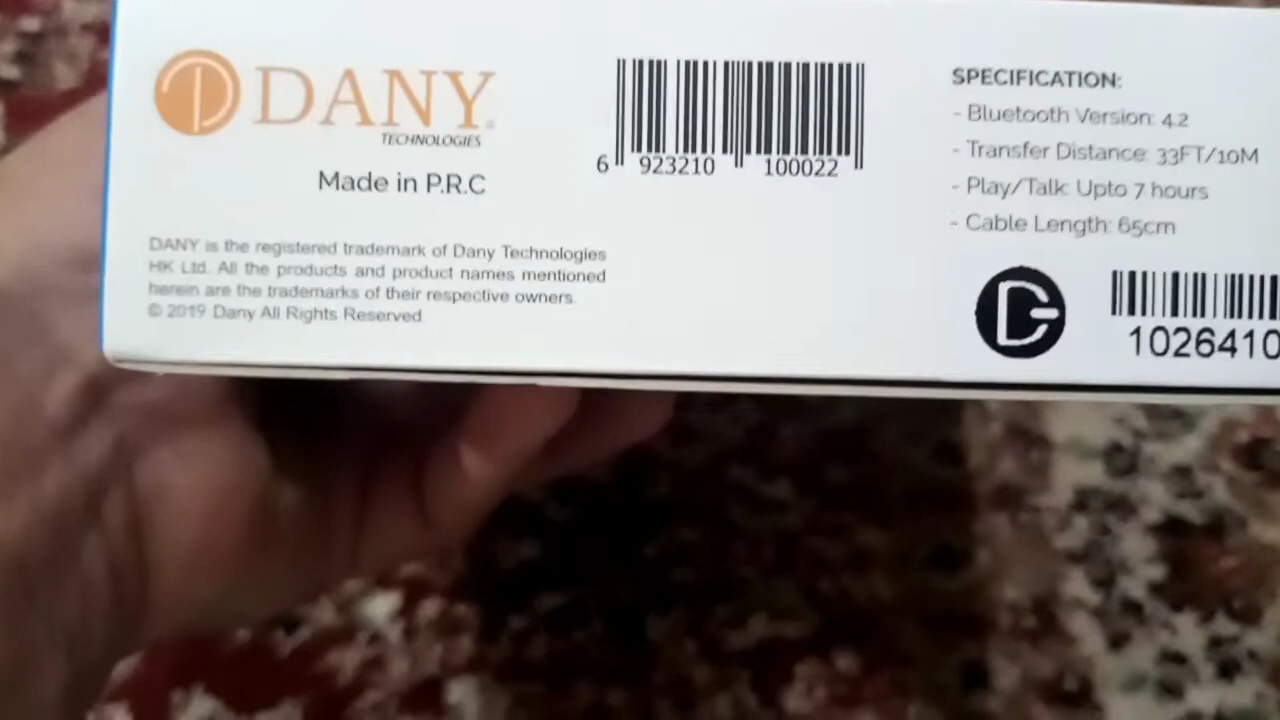 DANY
TECHNOLOGIES
Made in P.R.C
DANY is the registered trademark of Dany Technologies
HK Ltd. All the products and product names mentioned
herein are the trademarks of their respective owners.
© 2019 Dany All Rights Reserved
6 923210 100022
SPECIFICATION:
- Bluetooth Version: 4.2
- Transfer Distance: 33FT/10M
- Play/Talk: Upto 7 hours
- Cable Length: 65cm
1026410